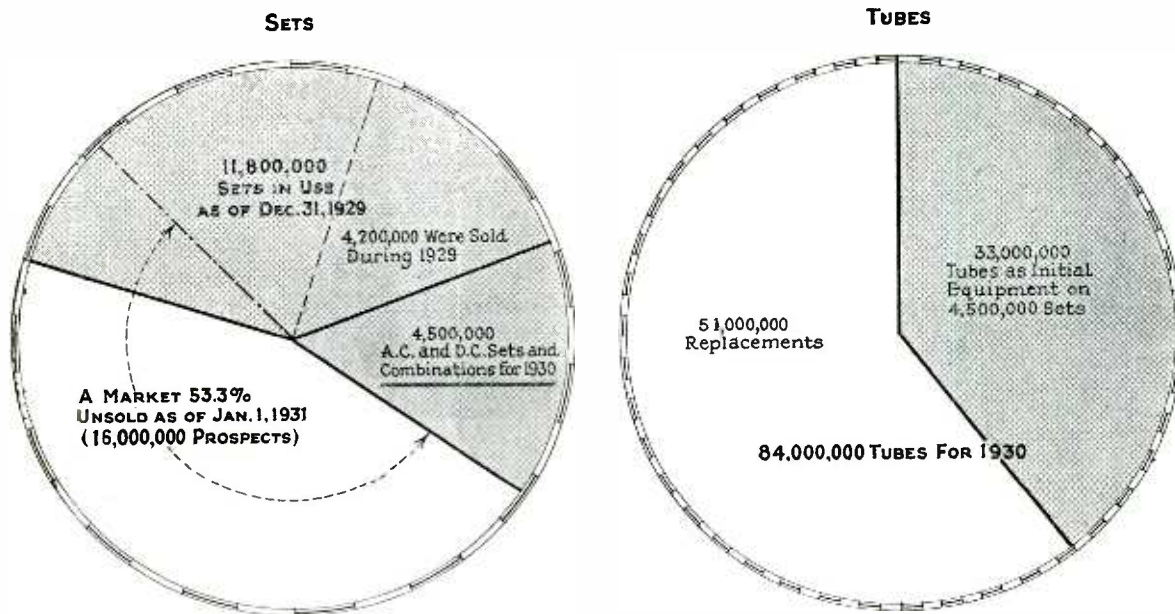 SETS
11,800,000
SETS IN USE
AS OF DEC. 31, 1929
4,200,000 Were Sold
During 1929
4,500,000
A.C. and D.C. Sets and
Combinations for 1930
A MARKET 53.3%
UNSOLD AS OF JAN. 1, 1931
(16,000,000 PROSPECTS)
TUBES
33,000,000
Tubes as Initial
Equipment on
4,500,000 Sets
51,000,000
Replacements
84,000,000 TUBES FOR 1930